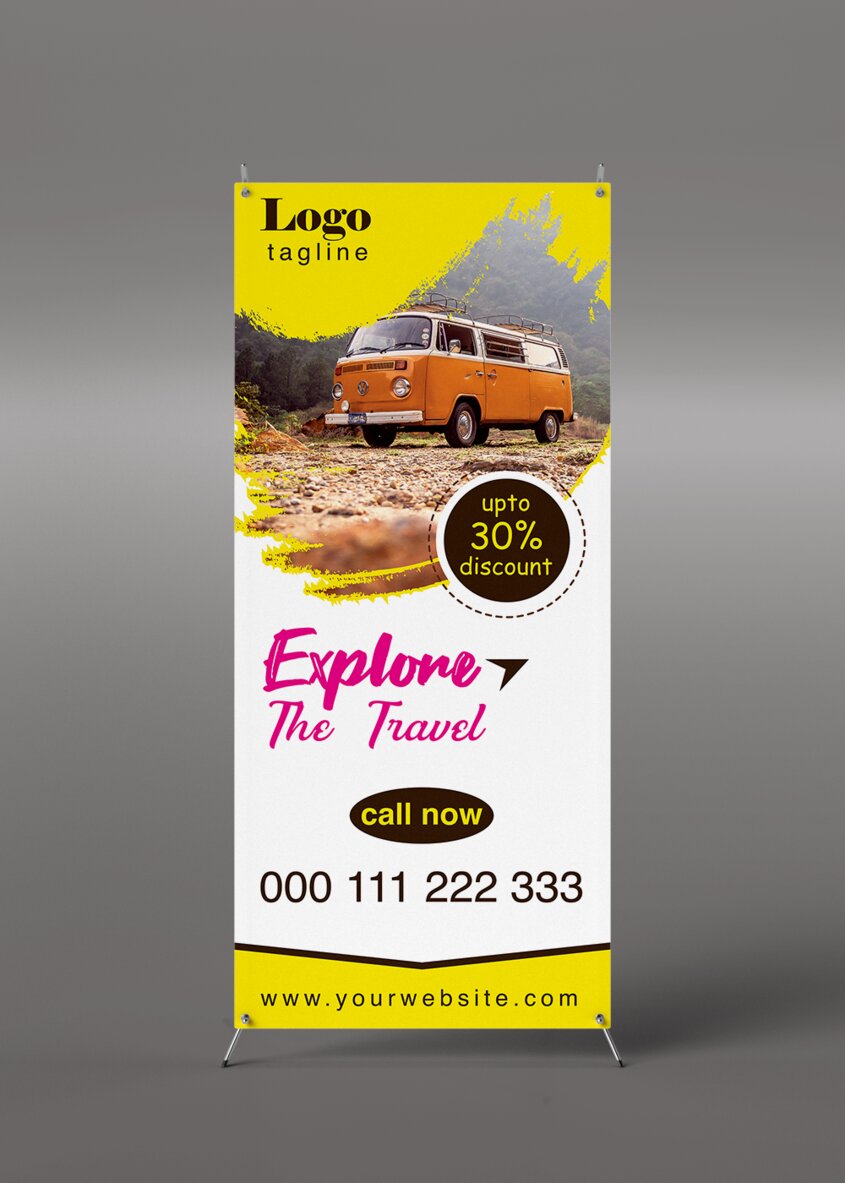 Logo
tagline
upto
30%
discount
Explore
The Travel
call now
000 111 222 333
www.yourwebsite.com